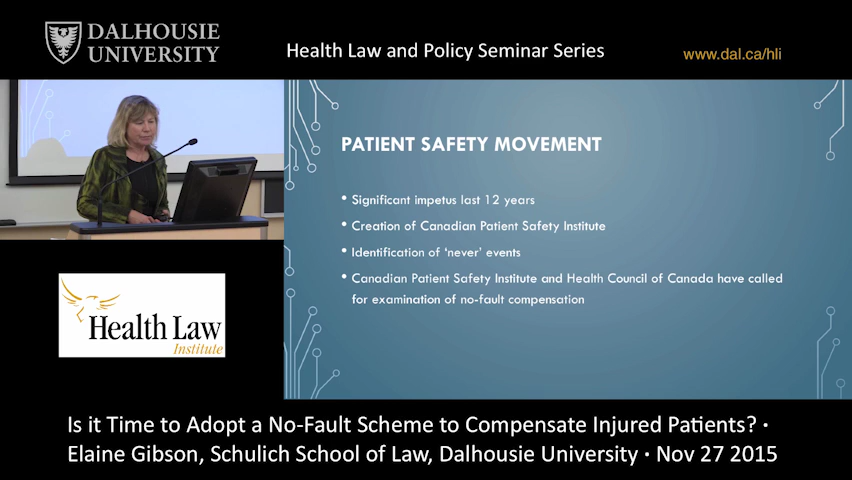 DALHOUSIE
UNIVERSITY
Health Law and Policy Seminar Series
www.dal.ca/hli
PATIENT SAFETY MOVEMENT
• Significant impetus last 12 years
• Creation of Canadian Patient Safety Institute
• Identification of ‘never’ events
• Canadian Patient Safety Institute and Health Council of Canada have called
for examination of no-fault compensation
Health Law
Institute
Is it Time to Adopt a No-Fault Scheme to Compensate Injured Patients? ·
Elaine Gibson, Schulich School of Law, Dalhousie University · Nov 27 2015